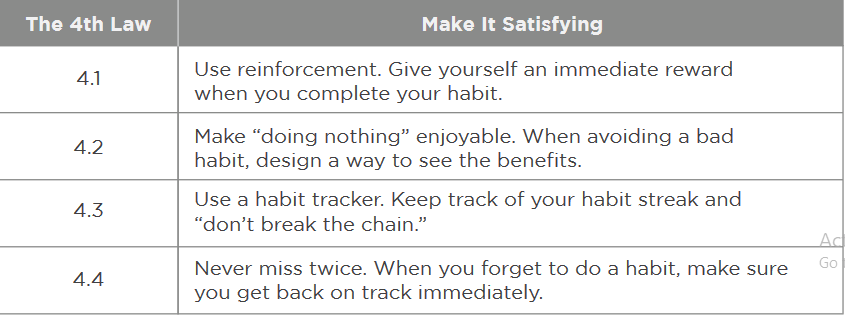 The 4th Law Make It Satisfying
4.1 Use reinforcement. Give yourself an immediate reward
when you complete your habit.
4.2 Make “doing nothing” enjoyable. When avoiding a bad
habit, design a way to see the benefits.
4.3 Use a habit tracker. Keep track of your habit streak and
“don’t break the chain.”
4.4 Never miss twice. When you forget to do a habit, make sure
you get back on track immediately.
Go